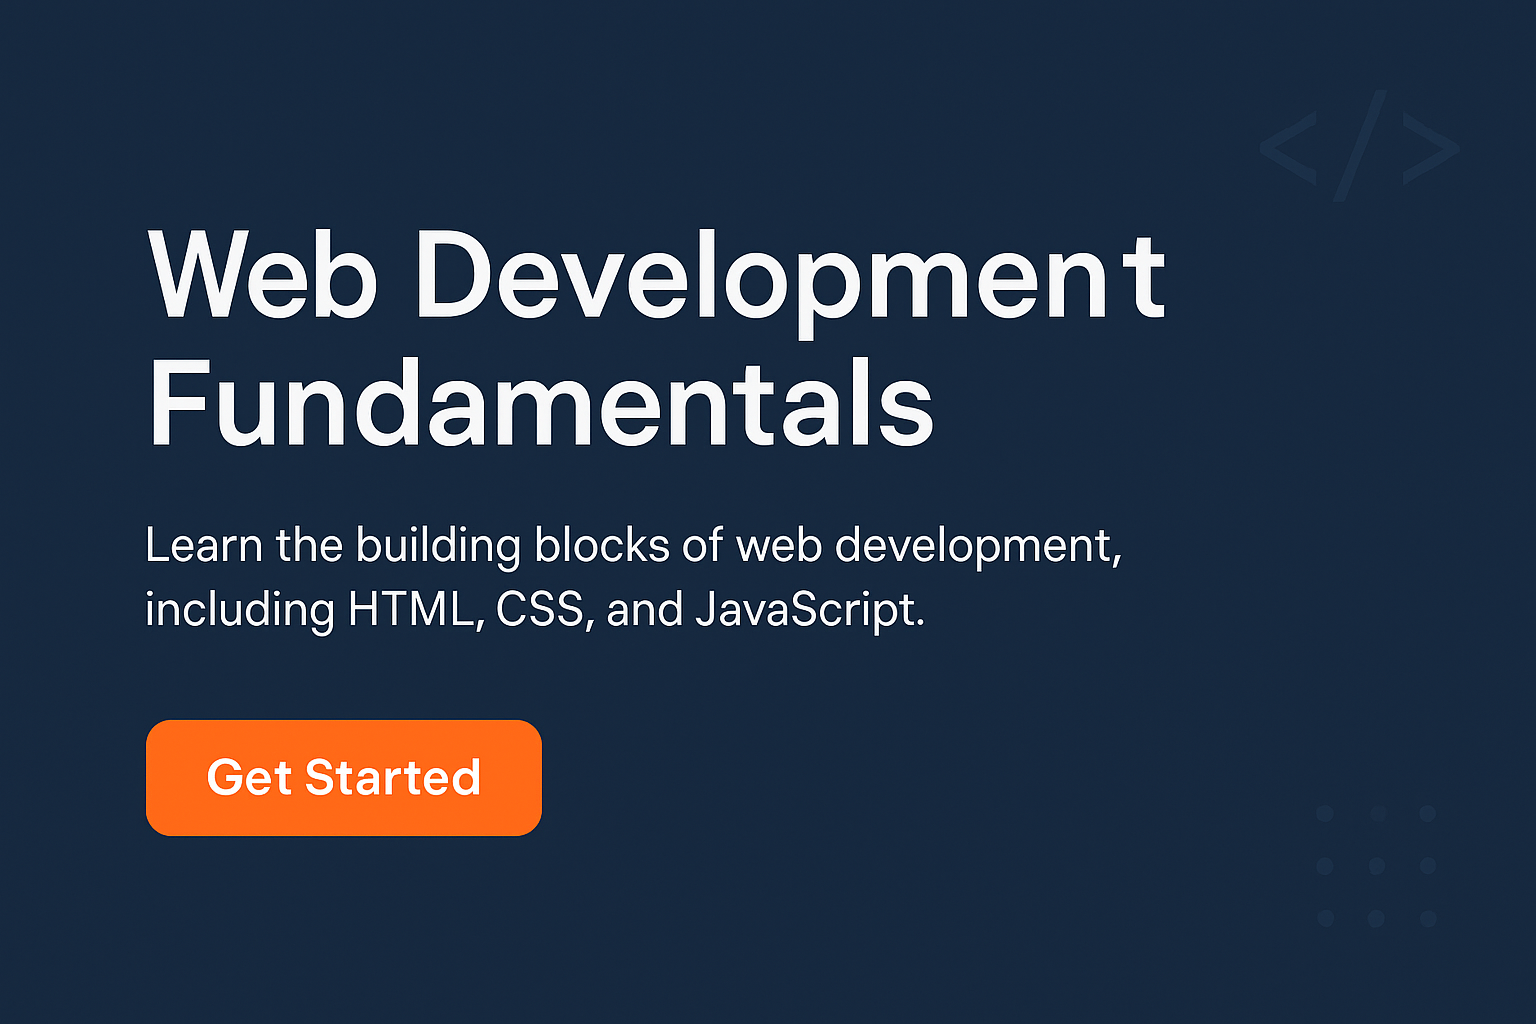 </>
Web Development
Fundamentals
Learn the building blocks of web development,
including HTML, CSS, and JavaScript.
Get Started